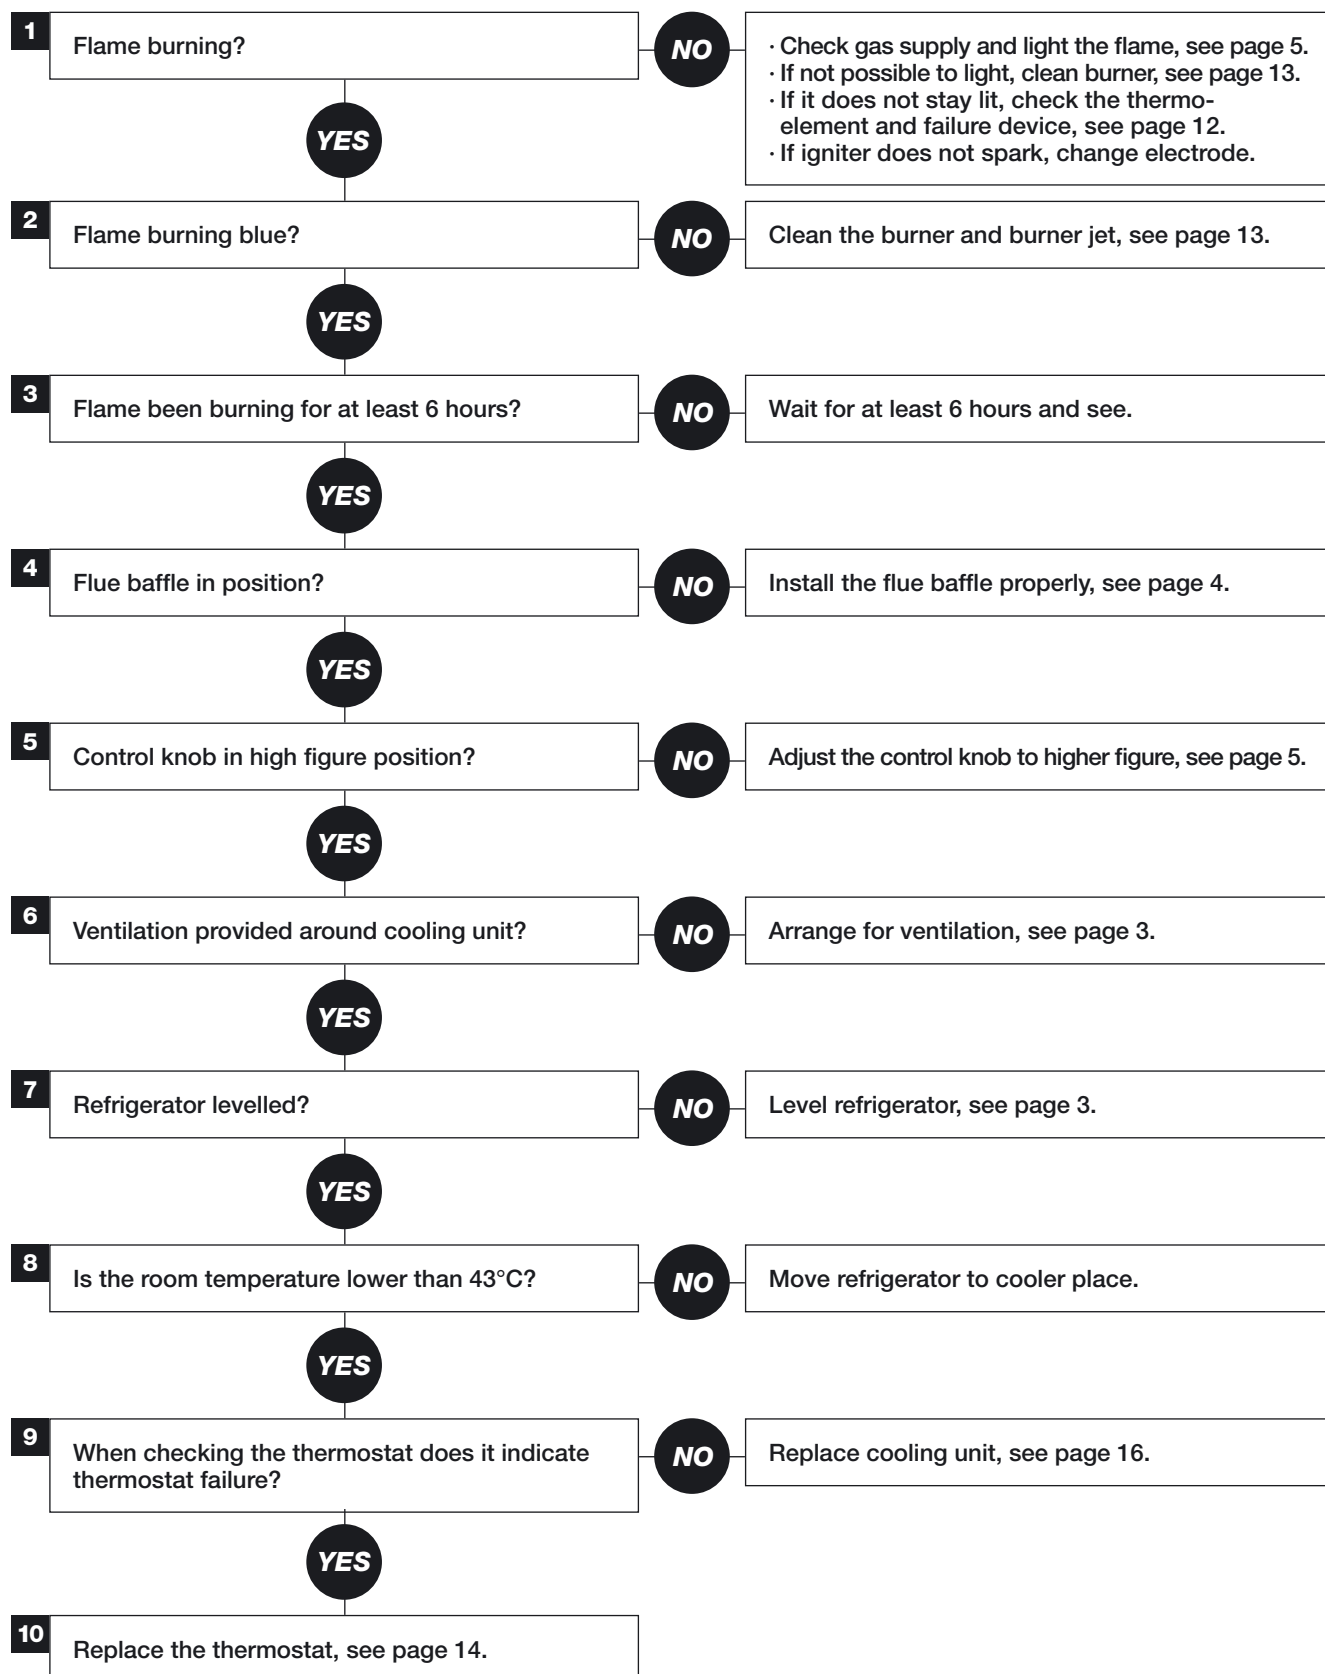 1
Flame burning?
NO
· Check gas supply and light the flame, see page 5.
· If not possible to light, clean burner, see page 13.
· If it does not stay lit, check the thermo-
element and failure device, see page 12.
· If igniter does not spark, change electrode.
YES
2
Flame burning blue?
NO
Clean the burner and burner jet, see page 13.
YES
3
Flame been burning for at least 6 hours?
NO
Wait for at least 6 hours and see.
YES
4
Flue baffle in position?
NO
Install the flue baffle properly, see page 4.
YES
5
Control knob in high figure position?
NO
Adjust the control knob to higher figure, see page 5.
YES
6
Ventilation provided around cooling unit?
NO
Arrange for ventilation, see page 3.
YES
7
Refrigerator levelled?
NO
Level refrigerator, see page 3.
YES
8
Is the room temperature lower than 43°C?
NO
Move refrigerator to cooler place.
YES
9
When checking the thermostat does it indicate
thermostat failure?
NO
Replace cooling unit, see page 16.
YES
10
Replace the thermostat, see page 14.